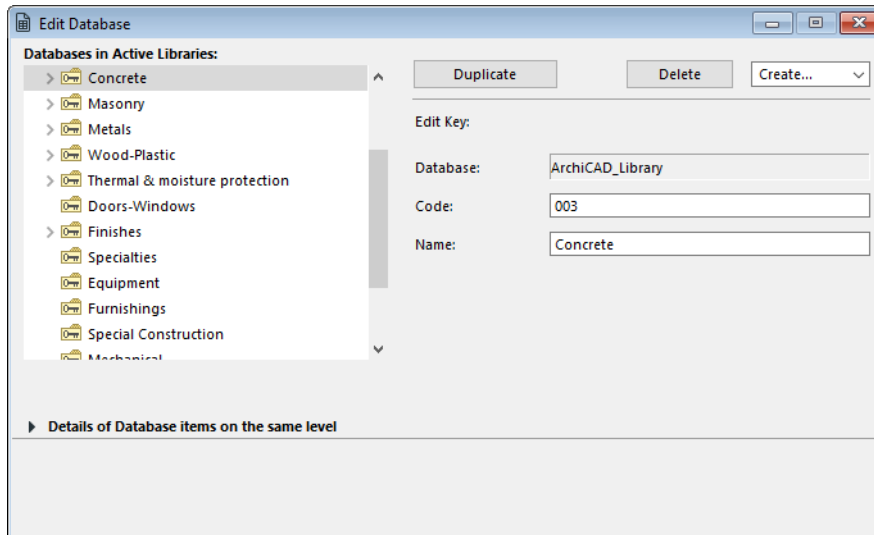 Edit Database
Databases in Active Libraries:
Concrete
Masonry
Metals
Wood-Plastic
Thermal & moisture protection
Doors-Windows
Finishes
Specialties
Equipment
Furnishings
Special Construction
Mechanical
Duplicate
Delete
Create...
Edit Key:
Database: ArchiCAD_Library
Code: 003
Name: Concrete
Details of Database items on the same level